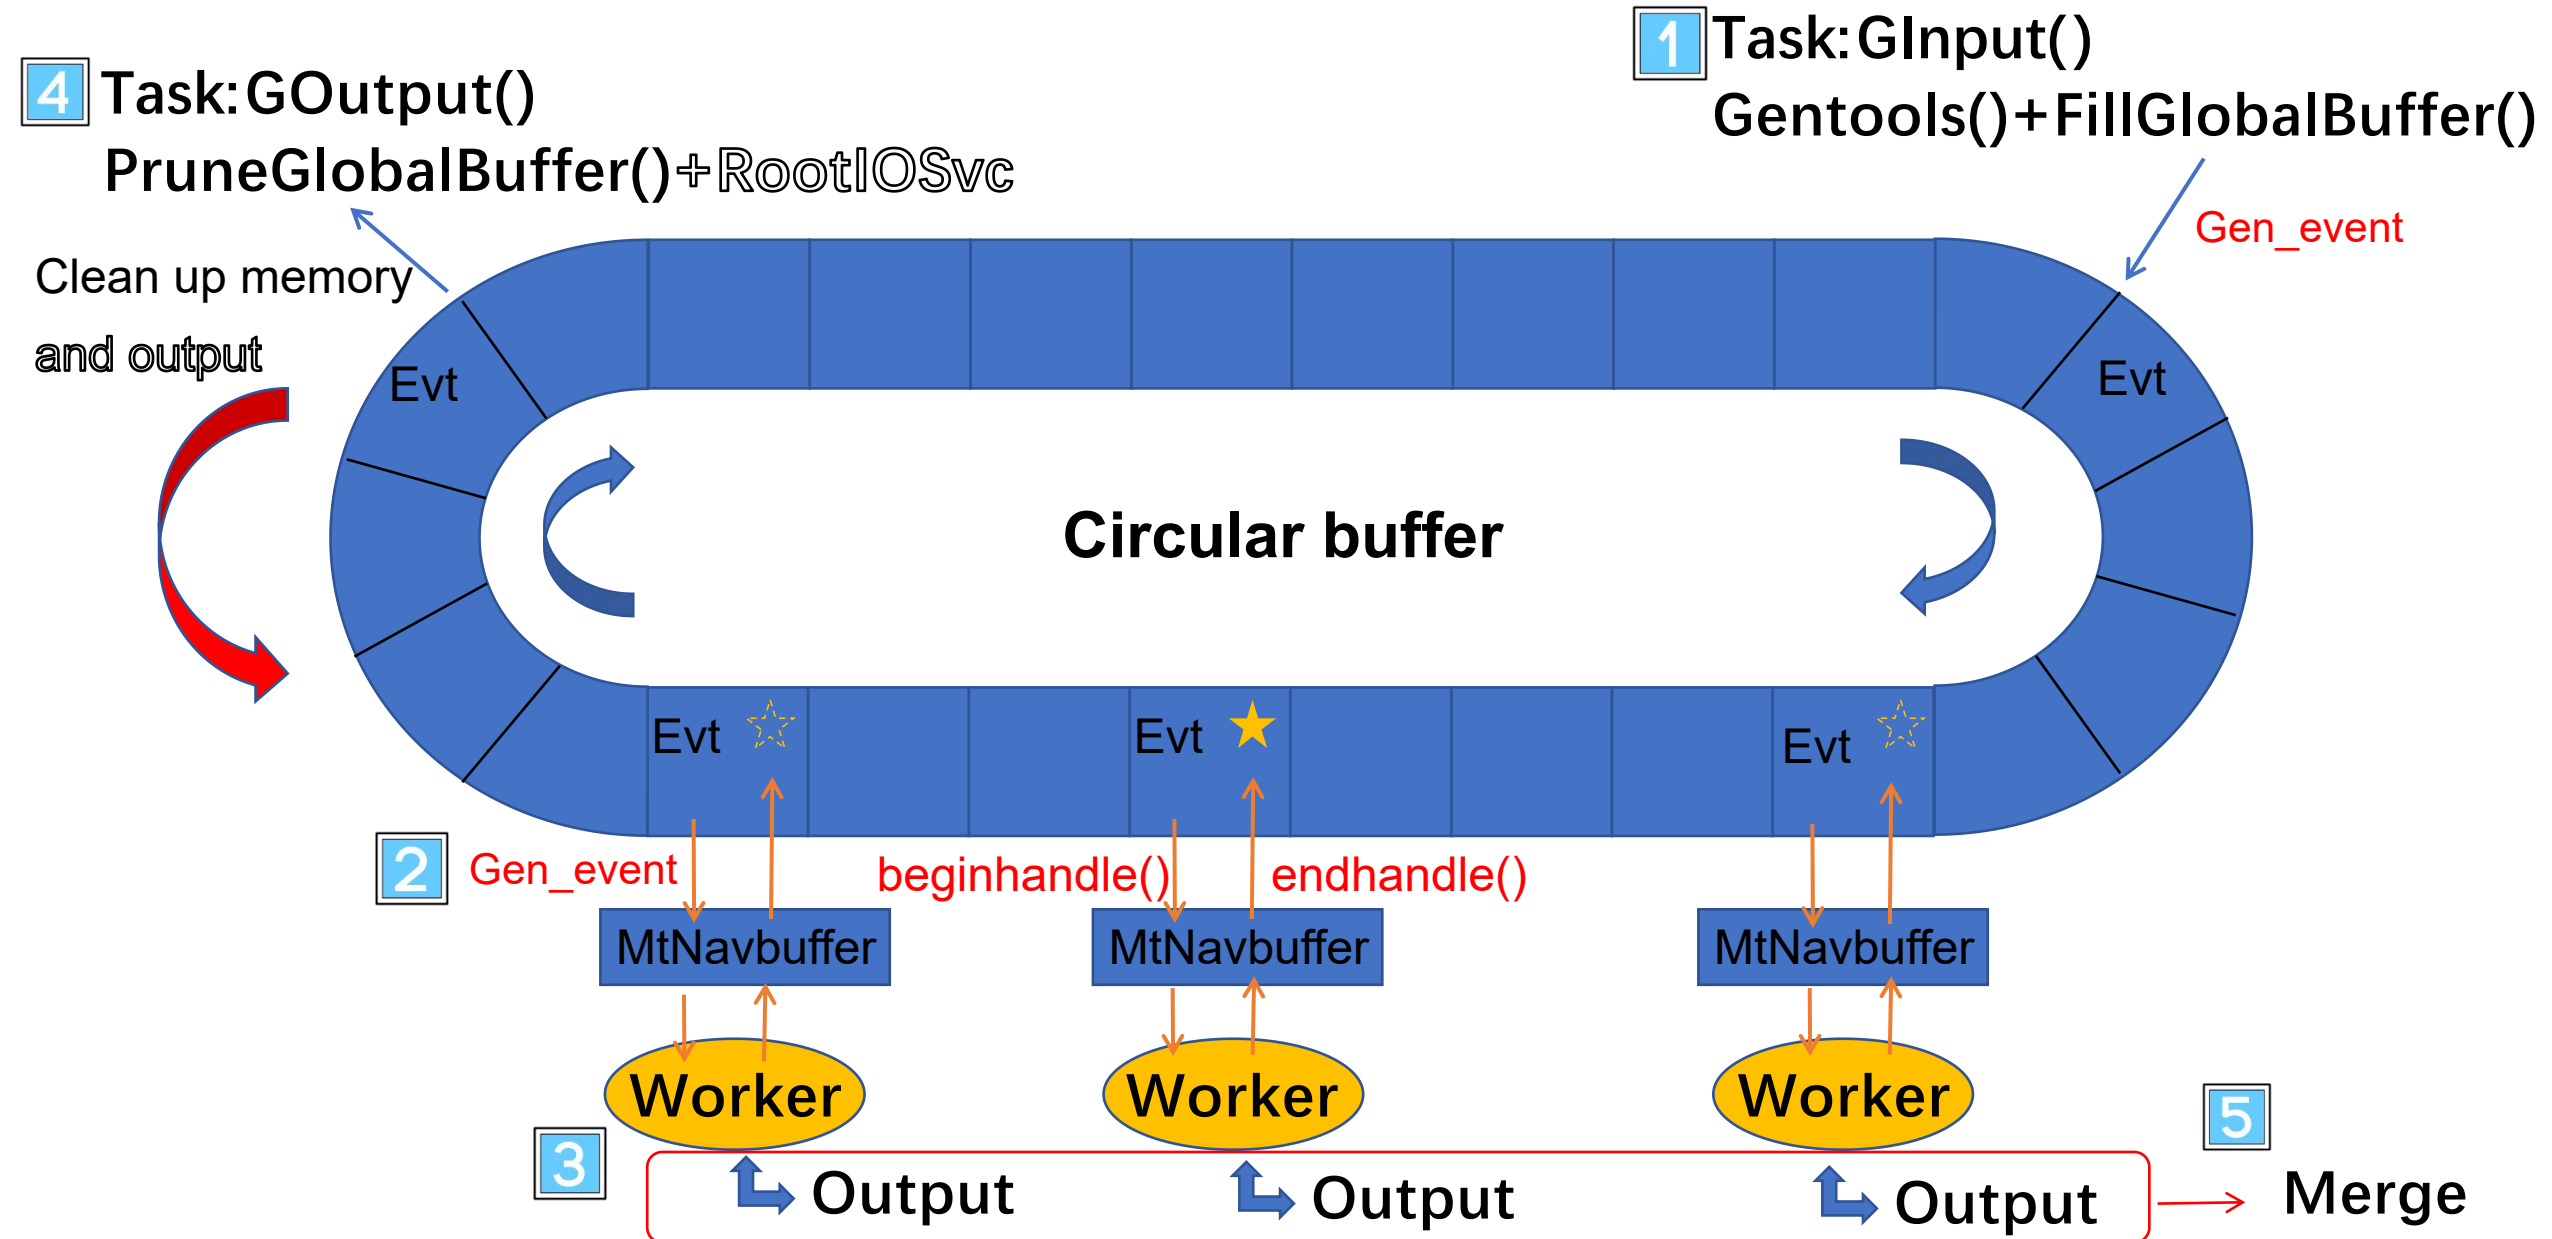 1 Task:GInput()
Gentools()+FillGlobalBuffer()
4 Task:GOutput()
PruneGlobalBuffer()+RootIOSvc
Gen_event
Clean up memory
and output
Evt
Evt
Circular buffer
Evt
Evt
Evt
2 Gen_event
beginhandle()
endhandle()
MtNavbuffer
MtNavbuffer
MtNavbuffer
Worker
Worker
Worker
3
5
Output
Output
Output
Merge